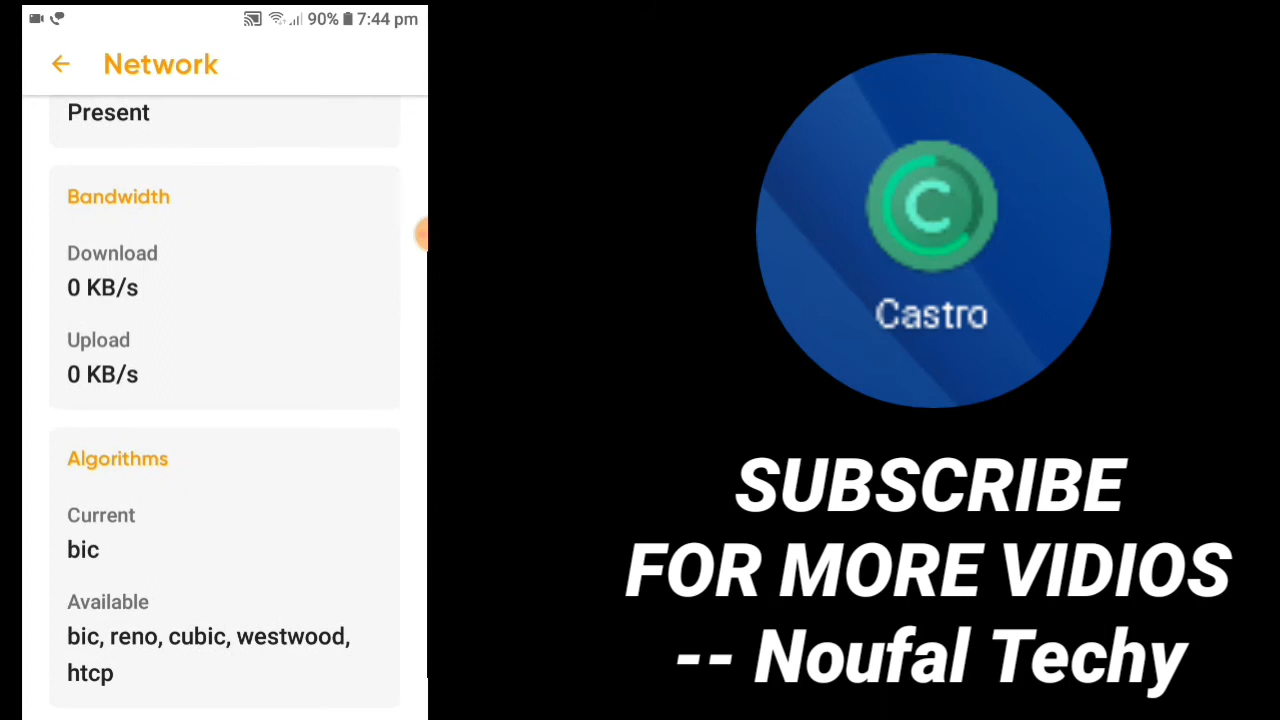 90% 7:44 pm
Network
Present
Bandwidth
Download
0 KB/s
Upload
0 KB/s
Algorithms
Current
bic
Available
bic, reno, cubic, westwood,
htcp
C
Castro
SUBSCRIBE
FOR MORE VIDIOS
-- Noufal Techy